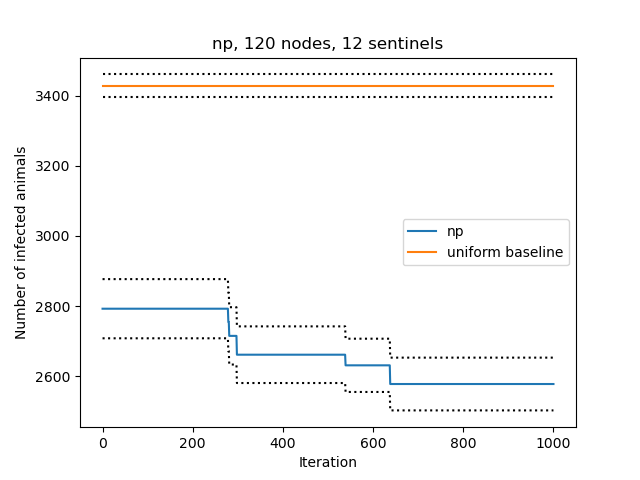 np, 120 nodes, 12 sentinels
Number of infected animals
3400
3200
3000
2800
2600
np
uniform baseline
0
200
400
600
800
1000
Iteration